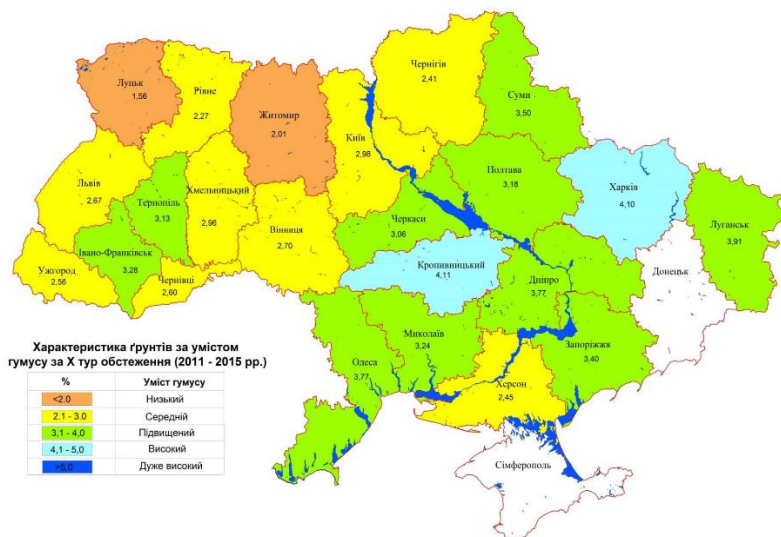 Чернігів
2,41
Суми
3,50
Луцьк
1,56
Рівне
2,27
Житомир
2,01
Київ
2,98
Полтава
3,18
Харків
4,10
Львів
2,67
Тернопіль
3,13
Хмельницький
2,96
Вінниця
2,70
Черкаси
3,06
Луганськ
3,91
Івано-Франківськ
3,28
Ужгород
2,56
Чернівці
2,60
Кропивницький
4,11
Дніпро
3,77
Донецьк
Миколаїв
3,24
Запоріжжя
3,40
Одеса
3,77
Херсон
2,45
Сімферополь
Характеристика ґрунтів за умістом
гумусу за X тур обстеження (2011 - 2015 рр.)
% Уміст гумусу
<2.0 Низький
2.1 - 3.0 Середній
3,1 - 4,0 Підвищений
4,1 - 5,0 Високий
>5,0 Дуже високий